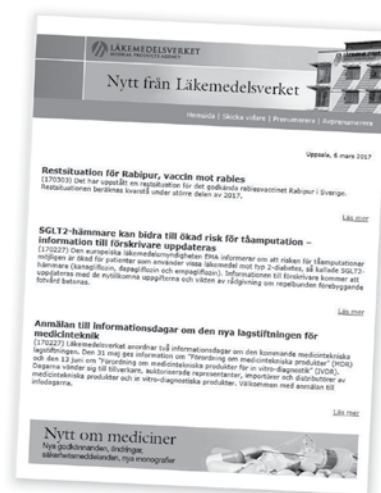 LÄKEMEDELSVERKET
MEDICAL PRODUCTS AGENCY
Nytt från Läkemedelsverket
Hemsida | Skicka vidare | Prenumerera | Avprenumerera
Uppsala, 6 mars 2017
Restsituation för Rabipur, vaccin mot rabies
(170303) Det har uppstått en restsituation för det godkända rabiesvaccinet Rabipur i Sverige.
Restsituationen beräknas kvarstå under större delen av 2017.
Läs mer
SGLT2-hämmare kan bidra till ökad risk för tåamputation –
information till förskrivare uppdateras
(170227) Den europeiska läkemedelsmyndigheten EMA informerar om att risken för tåamputationer
möjligen är ökad för patienter som använder vissa läkemedel mot typ 2-diabetes, så kallade SGLT2-
hämmare (kanagliflozin, dapagliflozin och empagliflozin). Informationen till förskrivare kommer att
uppdateras med de nytillkomna uppgifterna och vikten av rådgivning om regelbunden förebyggande
fotvård betonas.
Läs mer
Anmälan till informationsdagar om den nya lagstiftningen för
medicinteknik
(170227) Läkemedelsverket anordnar två informationsdagar om den kommande medicintekniska
lagstiftningen. Den 31 maj ges information om "Förordning om medicintekniska produkter" (MDR)
och den 13 juni om "Förordning om medicintekniska produkter för in vitro-diagnostik" (IVDR).
Dagarna vänder sig till tillverkare, auktoriserade representanter, importörer och distributörer av
medicintekniska produkter och in vitro-diagnostiska produkter. Välkommen med anmälan till
infodagarna.
Läs mer
Nytt om mediciner
Nya godkännanden, ändringar,
säkerhetsmeddelanden, nya monografier